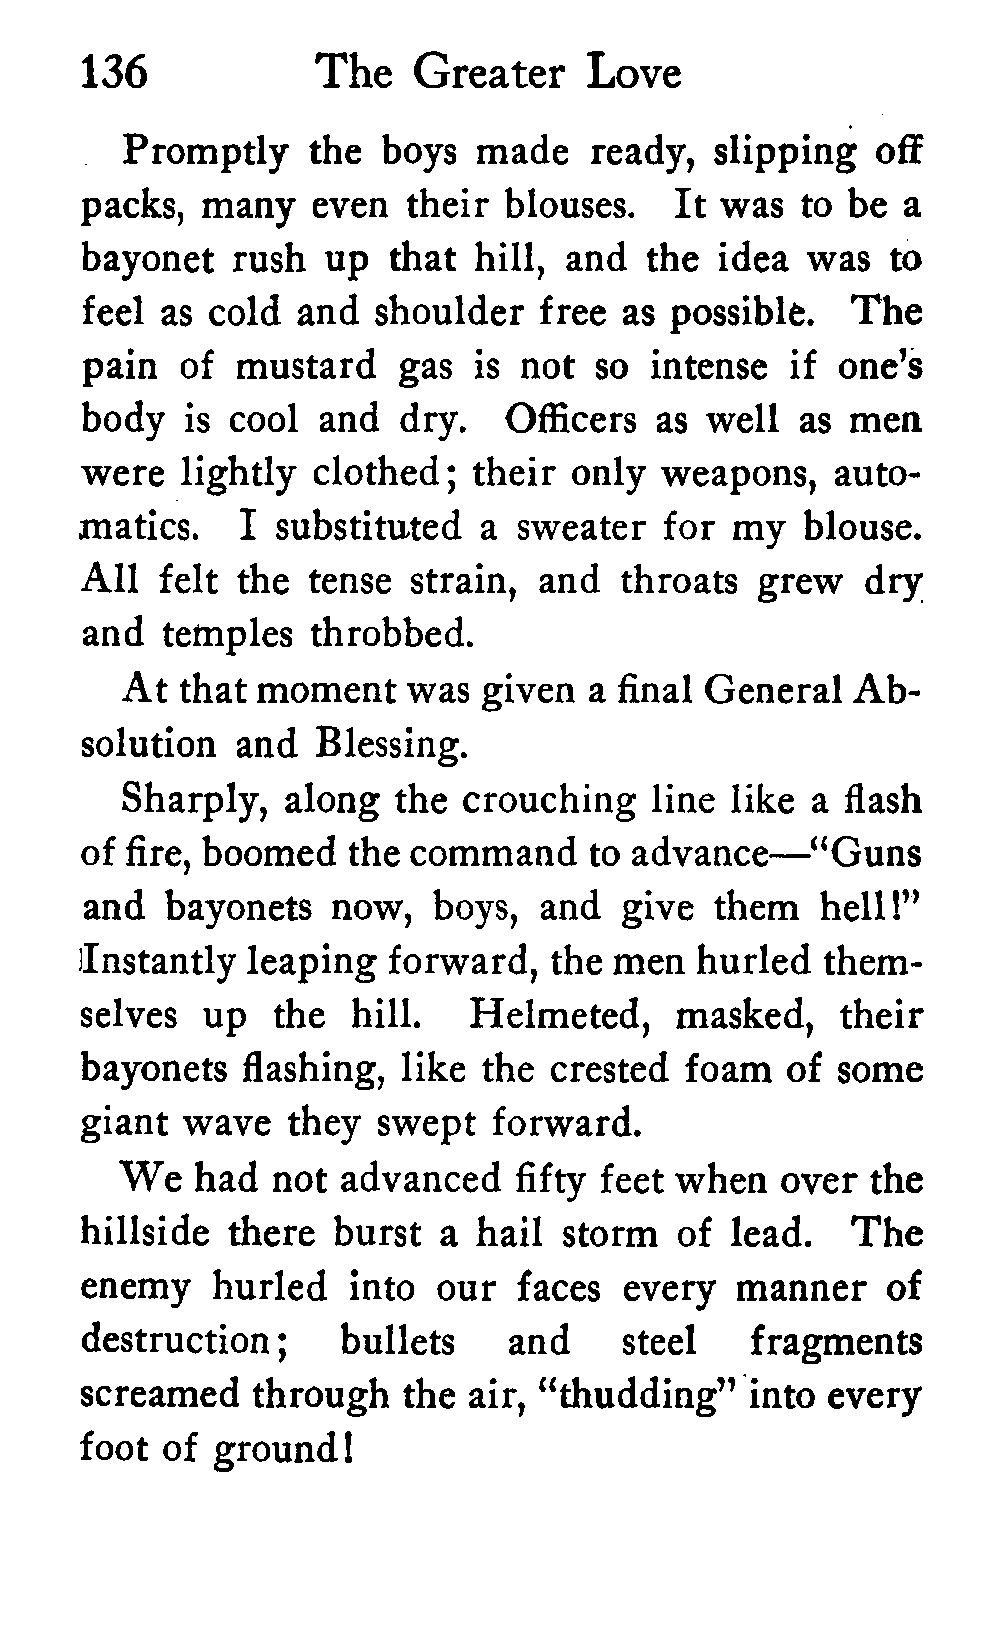 136 The Greater Love
Promptly the boys made ready, slipping off
packs, many even their blouses. It was to be a
bayonet rush up that hill, and the idea was to
feel as cold and shoulder free as possible. The
pain of mustard gas is not so intense if one's
body is cool and dry. Officers as well as men
were lightly clothed; their only weapons, auto-
matics. I substituted a sweater for my blouse.
All felt the tense strain, and throats grew dry
and temples throbbed.
At that moment was given a final General Ab-
solution and Blessing.
Sharply, along the crouching line like a flash
of fire, boomed the command to advance—“Guns
and bayonets now, boys, and give them hell!”
Instantly leaping forward, the men hurled them-
selves up the hill. Helmeted, masked, their
bayonets flashing, like the crested foam of some
giant wave they swept forward.
We had not advanced fifty feet when over the
hillside there burst a hail storm of lead. The
enemy hurled into our faces every manner of
destruction; bullets and steel fragments
screamed through the air, “thudding” into every
foot of ground!